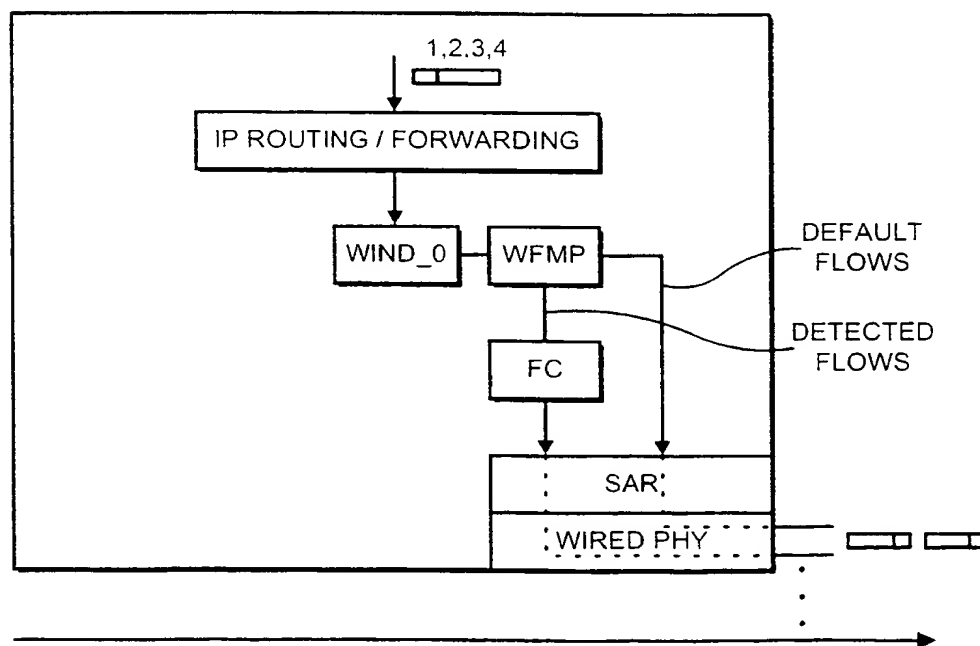 1,2,3,4
IP ROUTING / FORWARDING
WIND_0
WFMP
DEFAULT
FLOWS
DETECTED
FLOWS
FC
SAR
WIRED PHY